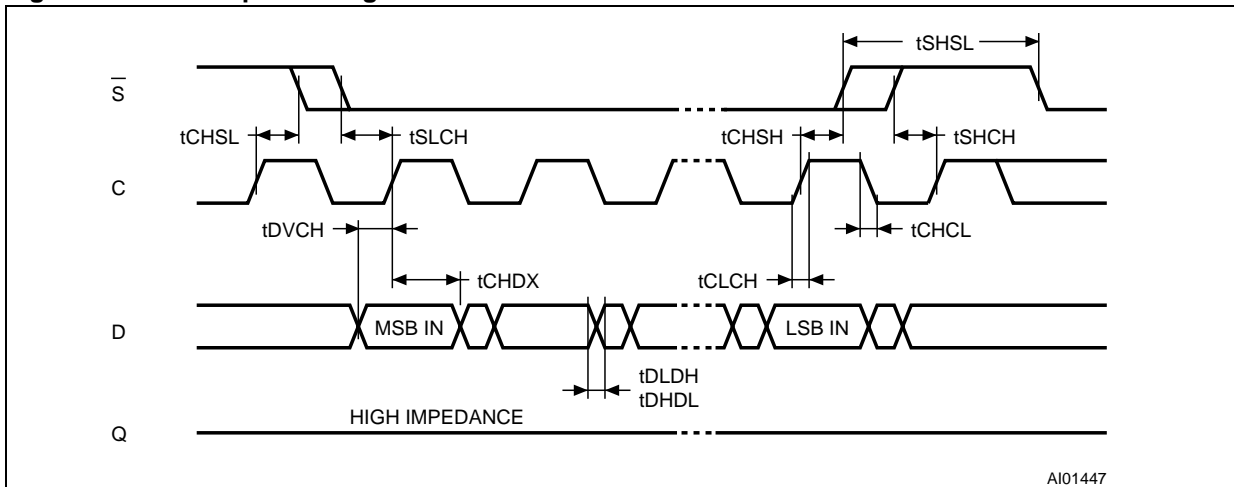 tSHSL
S̅
tCHSL
tSLCH
tCHSH
tSHCH
C
tDVCH
tCHCL
tCHDX
tCLCH
D
MSB IN
LSB IN
tDLDH
tDHDL
HIGH IMPEDANCE
Q
AI01447